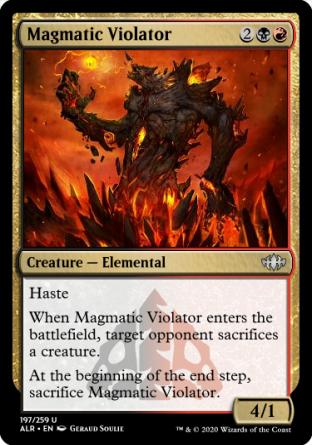 Magmatic Violator 2
Creature — Elemental
Haste
When Magmatic Violator enters the
battlefield, target opponent sacrifices
a creature.
At the beginning of the end step,
sacrifice Magmatic Violator.
4/1
197/259 U
ALR • EN GERAUD SOULIE ™ & © 2020 Wizards of the Coast